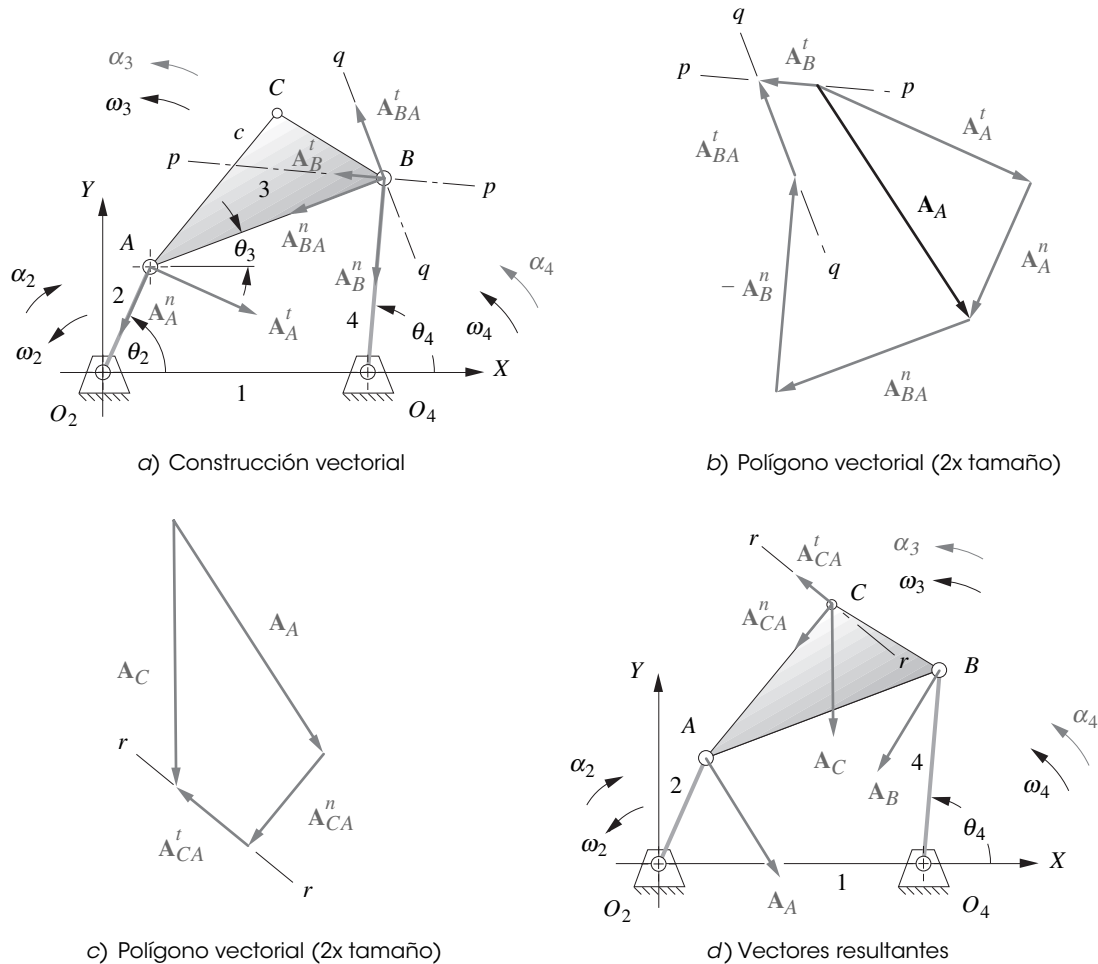 α3
ω3
C
c
q
A^t_BA
B
p
A^t_B
p
3
Y
A
θ3
A^n_BA
q
α2
2
A^n_A
A^t_A
A^n_B
α4
ω2
θ2
4
θ4
ω4
X
1
O2
O4
a) Construcción vectorial
q
p
A^t_B
p
A^t_A
A^t_BA
A_A
q
A^n_A
– A^n_B
A^n_BA
b) Polígono vectorial (2x tamaño)
A_A
A_C
r
A^n_CA
A^t_CA
r
c) Polígono vectorial (2x tamaño)
r
A^t_CA
α3
ω3
C
A^n_CA
r
B
Y
A
α4
α2
2
A_C
4
A_B
ω4
ω2
θ4
X
1
O2
A_A
O4
d) Vectores resultantes